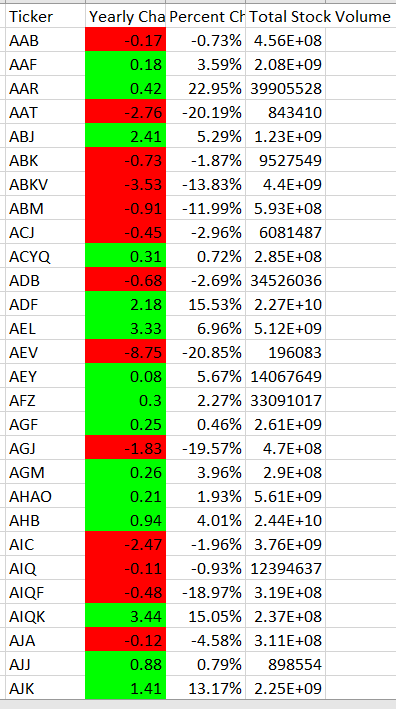 Ticker Yearly Cha Percent Ch Total Stock Volume
AAB -0.17 -0.73% 4.56E+08
AAF 0.18 3.59% 2.08E+09
AAR 0.42 22.95% 39905528
AAT -2.76 -20.19% 843410
ABJ 2.41 5.29% 1.23E+09
ABK -0.73 -1.87% 9527549
ABKV -3.53 -13.83% 4.4E+09
ABM -0.91 -11.99% 5.93E+08
ACJ -0.45 -2.96% 6081487
ACYQ 0.31 0.72% 2.85E+08
ADB -0.68 -2.69% 34526036
ADF 2.18 15.53% 2.27E+10
AEL 3.33 6.96% 5.12E+09
AEV -8.75 -20.85% 196083
AEY 0.08 5.67% 14067649
AFZ 0.3 2.27% 33091017
AGF 0.25 0.46% 2.61E+09
AGJ -1.83 -19.57% 4.7E+08
AGM 0.26 3.96% 2.9E+08
AHAO 0.21 1.93% 5.61E+09
AHB 0.94 4.01% 2.44E+10
AIC -2.47 -1.96% 3.76E+09
AIQ -0.11 -0.93% 12394637
AIQF -0.48 -18.97% 3.19E+08
AIQK 3.44 15.05% 2.37E+08
AJA -0.12 -4.58% 3.11E+08
AJJ 0.88 0.79% 898554
AJK 1.41 13.17% 2.25E+09